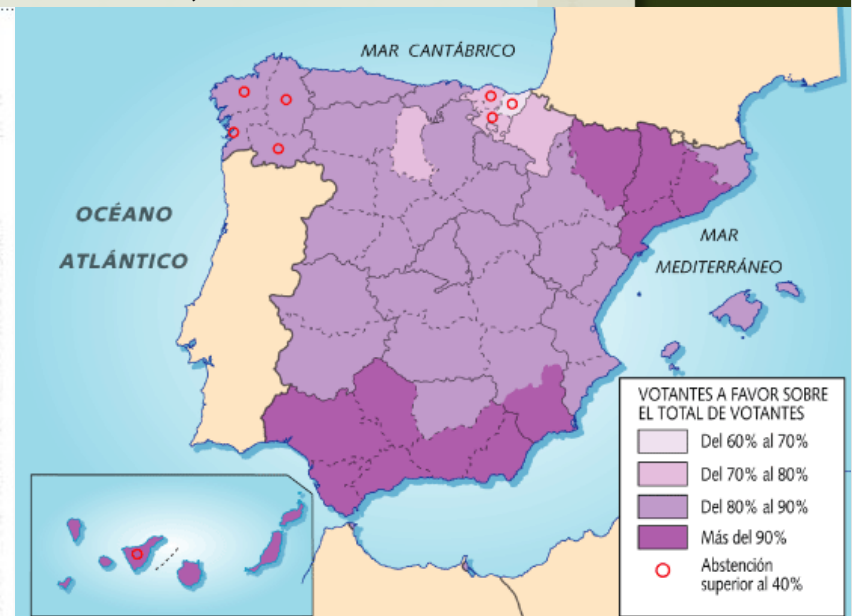 MAR CANTÁBRICO
OCÉANO
ATLÁNTICO
MAR
MEDITERRÁNEO
VOTANTES A FAVOR SOBRE
EL TOTAL DE VOTANTES
Del 60% al 70%
Del 70% al 80%
Del 80% al 90%
Más del 90%
Abstención
superior al 40%